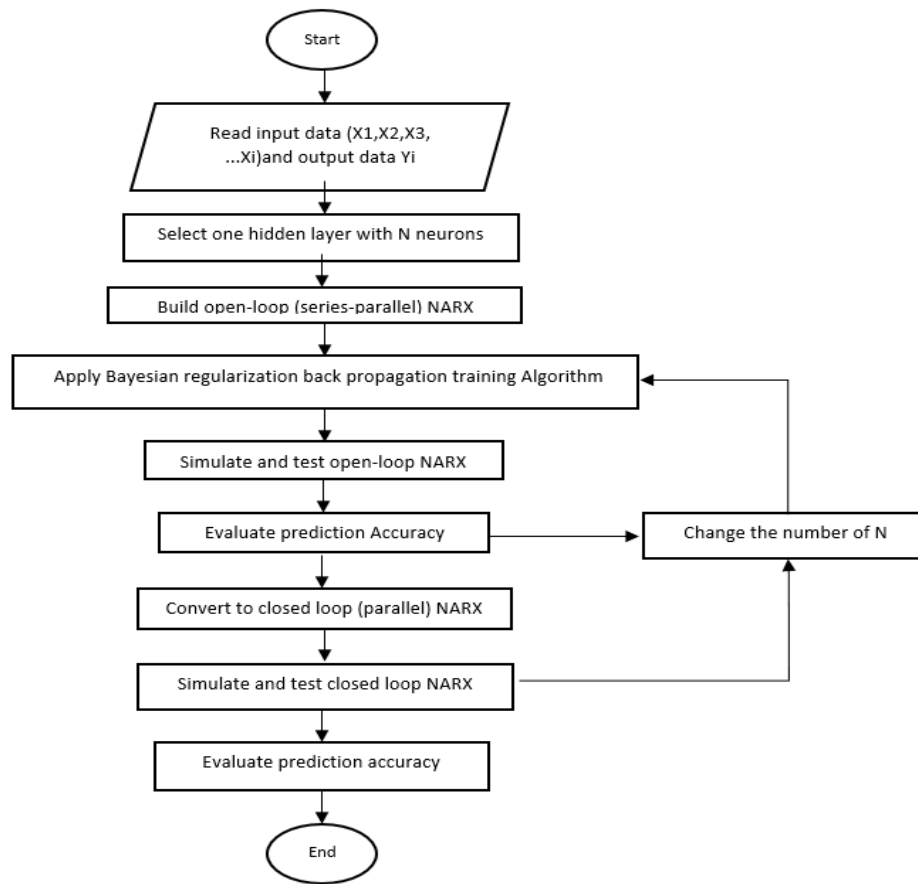 Start
Read input data (X1,X2,X3,
...Xi)and output data Yi
Select one hidden layer with N neurons
Build open-loop (series-parallel) NARX
Apply Bayesian regularization back propagation training Algorithm
Simulate and test open-loop NARX
Evaluate prediction Accuracy
Change the number of N
Convert to closed loop (parallel) NARX
Simulate and test closed loop NARX
Evaluate prediction accuracy
End